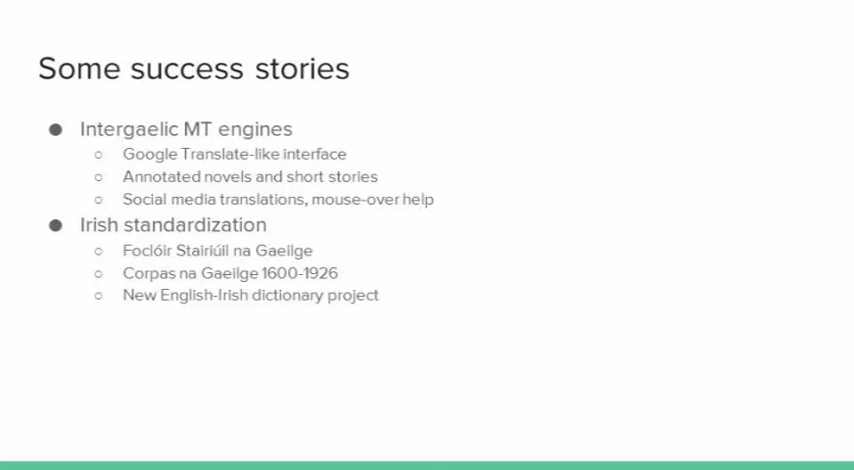 Some success stories
● Intergaelic MT engines
○ Google Translate-like interface
○ Annotated novels and short stories
○ Social media translations, mouse-over help
● Irish standardization
○ Foclóir Stairiúil na Gaeilge
○ Corpas na Gaeilge 1600-1926
○ New English-Irish dictionary project